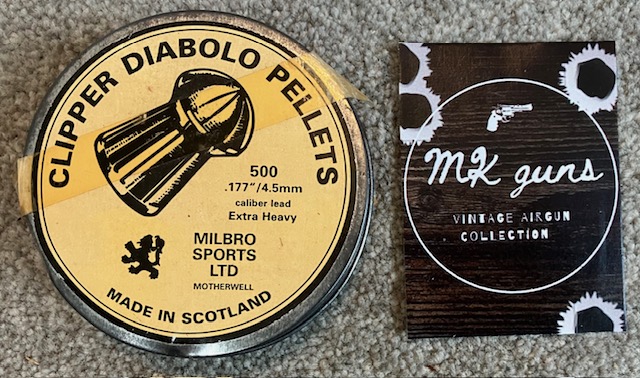 CLIPPER DIABOLO PELLETS
500
.177"/4.5mm
caliber lead
Extra Heavy
MILBRO
SPORTS
LTD
MOTHERWELL
MADE IN SCOTLAND
MK guns
VINTAGE AIRGUN
COLLECTION